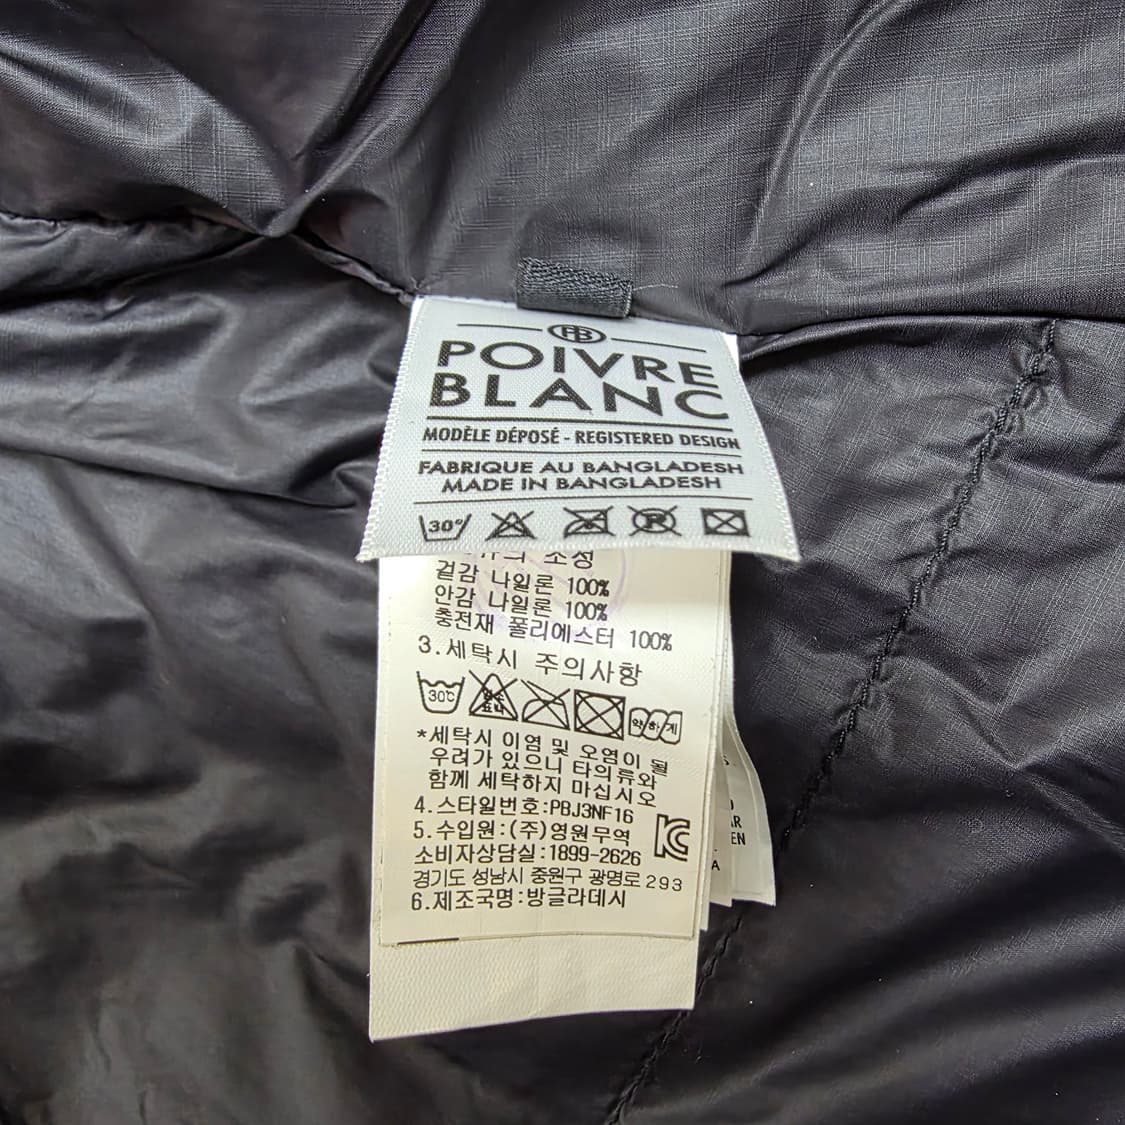 PB
POIVRE
BLANC
MODÈLE DÉPOSÉ - REGISTERED DESIGN
FABRIQUE AU BANGLADESH
MADE IN BANGLADESH
30°
P
조성
겉감 나일론 100%
안감 나일론 100%
충전재 폴리에스터 100%
3.세탁시 주의사항
30℃ 염소 표백 약하게
*세탁시 이염 및 오염이 될
우려가 있으니 타의류와
함께 세탁하지 마십시오
4.스타일번호:PBJ3NF16
5.수입원:(주)영원무역
소비자상담실:1899-2626
경기도 성남시 중원구 광명로 293
6.제조국명:방글라데시